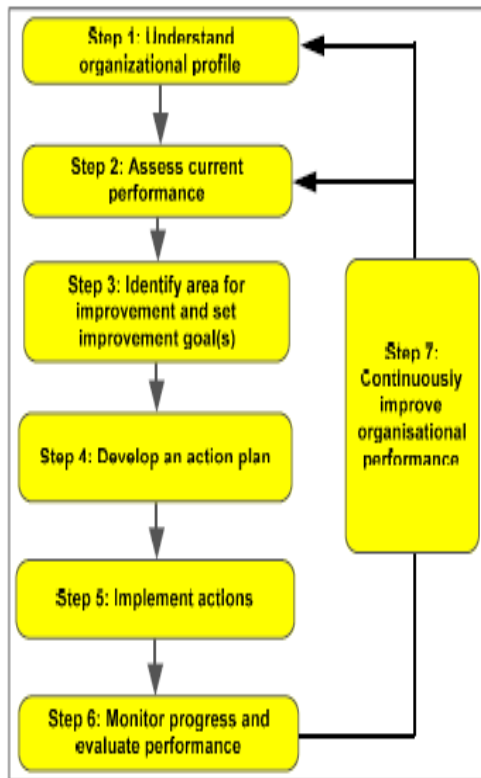 Step 1: Understand
organizational profile
Step 2: Assess current
performance
Step 3: Identify area for
improvement and set
improvement goal(s)
Step 4: Develop an action plan
Step 5: Implement actions
Step 6: Monitor progress and
evaluate performance
Step 7:
Continuously
improve
organisational
performance